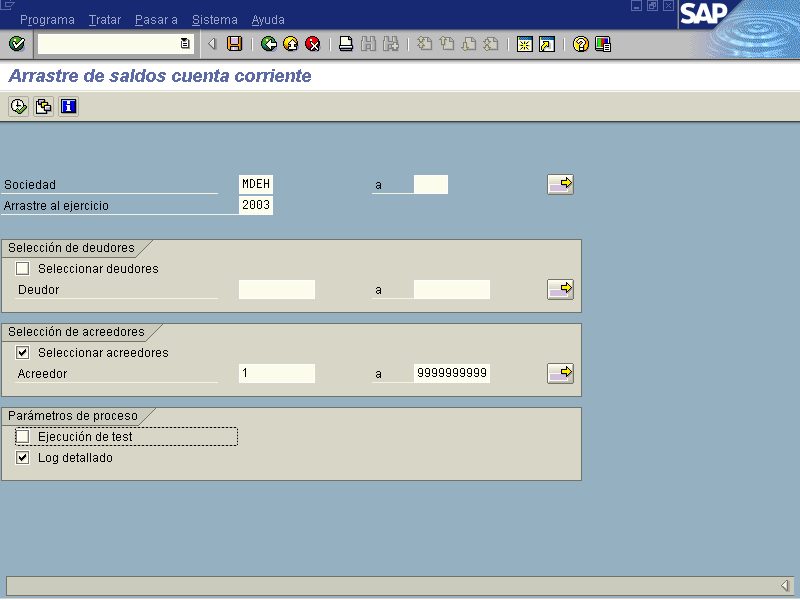 Programa Tratar Pasar a Sistema Ayuda
SAP
Arrastre de saldos cuenta corriente
Sociedad MDEH a
Arrastre al ejercicio 2003
Selección de deudores
Seleccionar deudores
Deudor a
Selección de acreedores
Seleccionar acreedores
Acreedor 1 a 9999999999
Parámetros de proceso
Ejecución de test
Log detallado